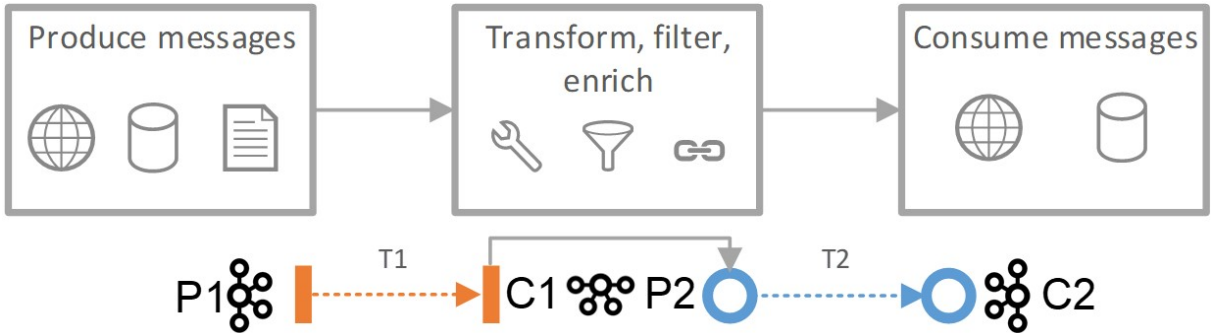 Produce messages
Transform, filter,
enrich
Consume messages
T1
T2
P1
C1
P2
C2